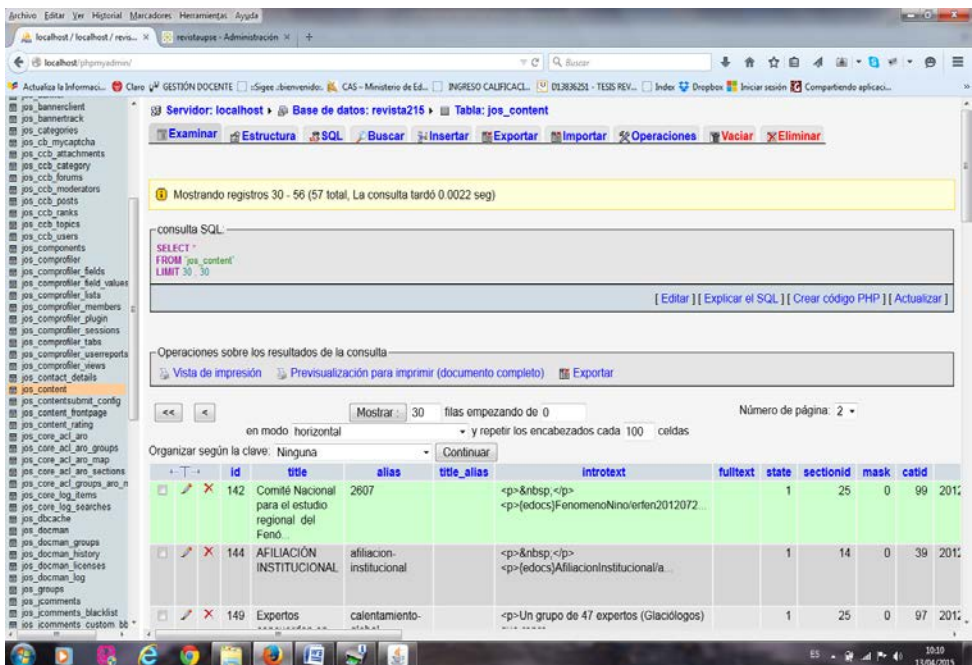 Archivo Editar Ver Historial Marcadores Herramientas Ayuda
localhost / localhost / revis...
revistaupse - Administración
localhost/phpmyadmin/
Buscar
Actualiza la Informaci...
Claro
GESTIÓN DOCENTE
::Sigee ::bienvenido::
CAS – Ministerio de Ed...
INGRESO CALIFICACI...
D13836251 - TESIS REV...
Index
Dropbox
Iniciar sesión
Compartiendo aplicaci...
jos_bannerclient
jos_bannertrack
jos_categories
jos_cb_mycaptcha
jos_ccb_attachments
jos_ccb_category
jos_ccb_forums
jos_ccb_moderators
jos_ccb_posts
jos_ccb_ranks
jos_ccb_topics
jos_ccb_users
jos_components
jos_comprofiler
jos_comprofiler_fields
jos_comprofiler_field_values
jos_comprofiler_lists
jos_comprofiler_members
jos_comprofiler_plugin
jos_comprofiler_sessions
jos_comprofiler_tabs
jos_comprofiler_userreports
jos_comprofiler_views
jos_contact_details
jos_content
jos_contentsubmit_config
jos_content_frontpage
jos_content_rating
jos_core_acl_aro
jos_core_acl_aro_groups
jos_core_acl_aro_map
jos_core_acl_aro_sections
jos_core_acl_groups_aro_m
jos_core_log_items
jos_core_log_searches
jos_dbcache
jos_docman
jos_docman_groups
jos_docman_history
jos_docman_licenses
jos_docman_log
jos_groups
jos_jcomments
jos_jcomments_blacklist
jos_jcomments_custom_bb
Servidor: localhost Base de datos: revista215 Tabla: jos_content
Examinar Estructura SQL Buscar Insertar Exportar Importar Operaciones Vaciar Eliminar
Mostrando registros 30 - 56 (57 total, La consulta tardó 0.0022 seg)
consulta SQL:
SELECT *
FROM `jos_content`
LIMIT 30 , 30
[ Editar ] [ Explicar el SQL ] [ Crear código PHP ] [ Actualizar ]
Operaciones sobre los resultados de la consulta
Vista de impresión Previsualización para imprimir (documento completo) Exportar
<< < Mostrar : 30 filas empezando de 0 Número de página: 2
en modo horizontal y repetir los encabezados cada 100 celdas
Organizar según la clave: Ninguna Continuar
id title alias title_alias introtext fulltext state sectionid mask catid
142 Comité Nacional para el estudio regional del Fenó... 2607 <p>&nbsp;</p> <p>{edocs}FenomenoNino/erfen2012072... 1 25 0 99 2012
144 AFILIACIÓN INSTITUCIONAL afiliacion-institucional <p>&nbsp;</p> <p>{edocs}AfiliacionInstitucional/a... 1 14 0 39 2012
149 Expertos calentamiento- <p>Un grupo de 47 expertos (Glaciólogos) 1 25 0 97 2012
ES
10:10
13/04/2015